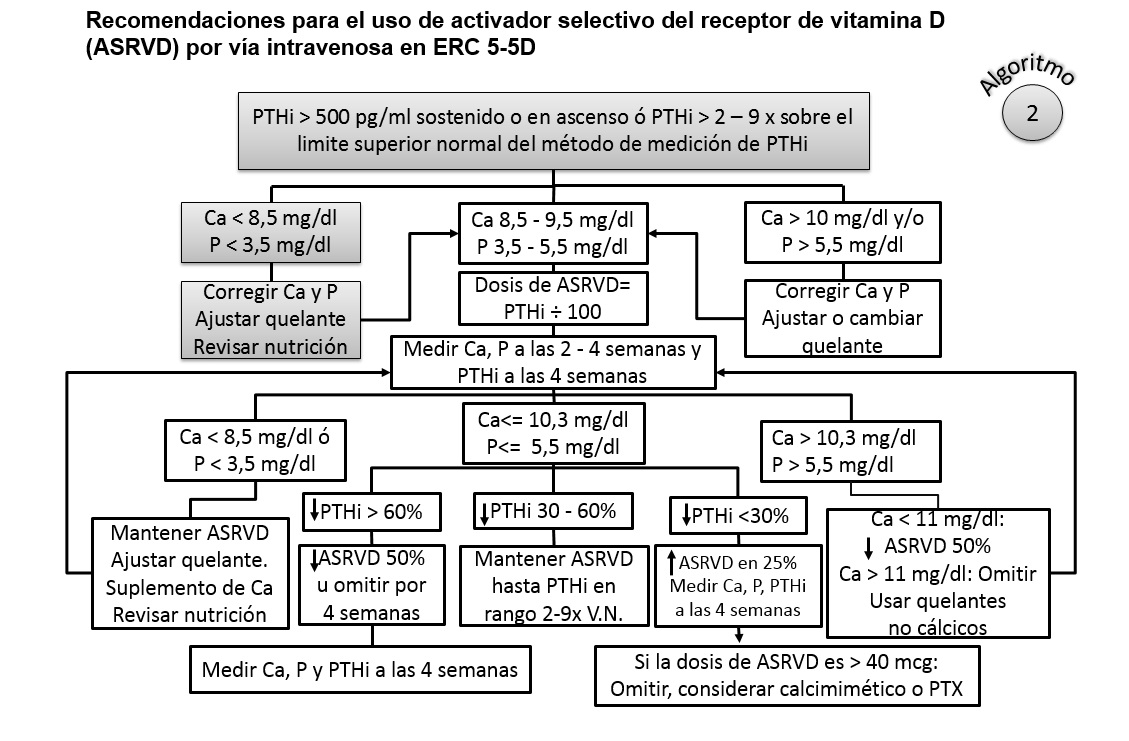 Recomendaciones para el uso de activador selectivo del receptor de vitamina D
(ASRVD) por vía intravenosa en ERC 5-5D
Algoritmo
2
PTHi > 500 pg/ml sostenido o en ascenso ó PTHi > 2 – 9 x sobre el
limite superior normal del método de medición de PTHi
Ca < 8,5 mg/dl
P < 3,5 mg/dl
Ca 8,5 - 9,5 mg/dl
P 3,5 - 5,5 mg/dl
Ca > 10 mg/dl y/o
P > 5,5 mg/dl
Corregir Ca y P
Ajustar quelante
Revisar nutrición
Dosis de ASRVD=
PTHi ÷ 100
Corregir Ca y P
Ajustar o cambiar
quelante
Medir Ca, P a las 2 - 4 semanas y
PTHi a las 4 semanas
Ca < 8,5 mg/dl ó
P < 3,5 mg/dl
Ca<= 10,3 mg/dl
P<= 5,5 mg/dl
Ca > 10,3 mg/dl
P > 5,5 mg/dl
Mantener ASRVD
Ajustar quelante.
Suplemento de Ca
Revisar nutrición
↓PTHi > 60%
↓PTHi 30 - 60%
↓PTHi <30%
↓ASRVD 50%
u omitir por
4 semanas
Mantener ASRVD
hasta PTHi en
rango 2-9x V.N.
↑ASRVD en 25%
Medir Ca, P, PTHi
a las 4 semanas
Ca < 11 mg/dl:
↓ ASRVD 50%
Ca > 11 mg/dl: Omitir
Usar quelantes
no cálcicos
Medir Ca, P y PTHi a las 4 semanas
Si la dosis de ASRVD es > 40 mcg:
Omitir, considerar calcimimético o PTX